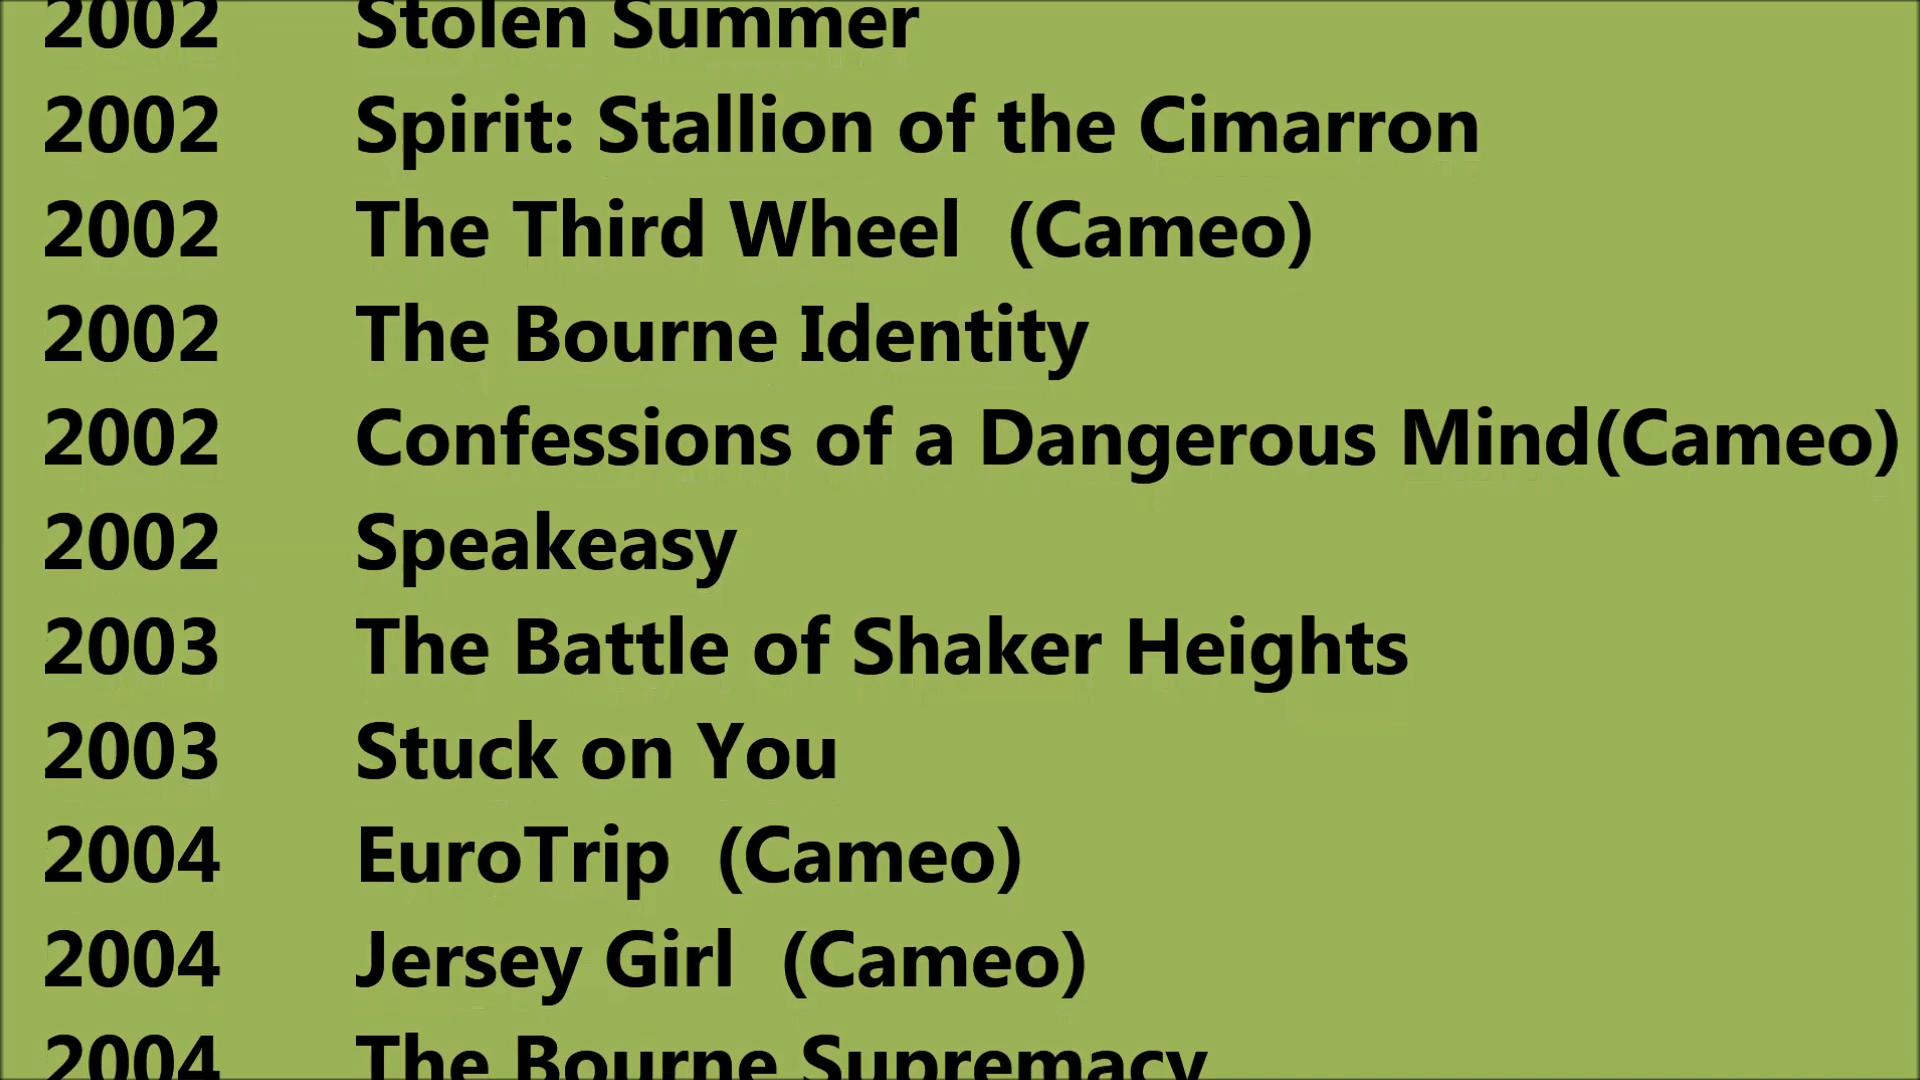 2002 Stolen Summer
2002 Spirit: Stallion of the Cimarron
2002 The Third Wheel (Cameo)
2002 The Bourne Identity
2002 Confessions of a Dangerous Mind(Cameo)
2002 Speakeasy
2003 The Battle of Shaker Heights
2003 Stuck on You
2004 EuroTrip (Cameo)
2004 Jersey Girl (Cameo)
2004 The Bourne Supremacy